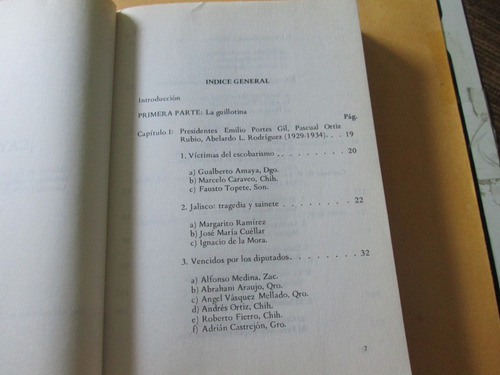 INDICE GENERAL
Introducción
PRIMERA PARTE: La guillotina
Pág.
Capítulo I: Presidentes Emilio Portes Gil, Pascual Ortiz
Rubio, Abelardo L. Rodríguez (1929-1934). . . 19
1. Víctimas del escobarismo . . . . . . . . . . . . 20
a) Gualberto Amaya, Dgo.
b) Marcelo Caraveo, Chih.
c) Fausto Topete, Son.
2. Jalisco: tragedia y sainete . . . . . . . . . . . 22
a) Margarito Ramírez
b) José María Cuéllar
c) Ignacio de la Mora.
3. Vencidos por los diputados. . . . . . . . . . . 32
a) Alfonso Medina, Zac.
b) Abraham Araujo, Qro.
c) Angel Vásquez Mellado, Qro.
d) Andrés Ortiz, Chih.
e) Roberto Fierro, Chih.
f) Adrián Castrejón, Gro.
7